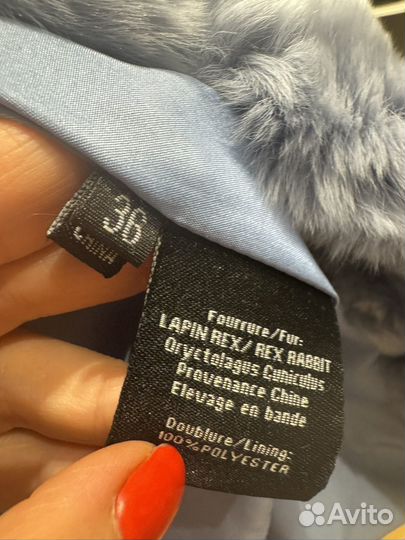 36
CHINA
Fourrure/Fur:
LAPIN REX/ REX RABBIT
Oryctolagus Cuniculus
Provenance Chine
Elevage en bande
Doublure/Lining:
100%POLYESTER
Avito